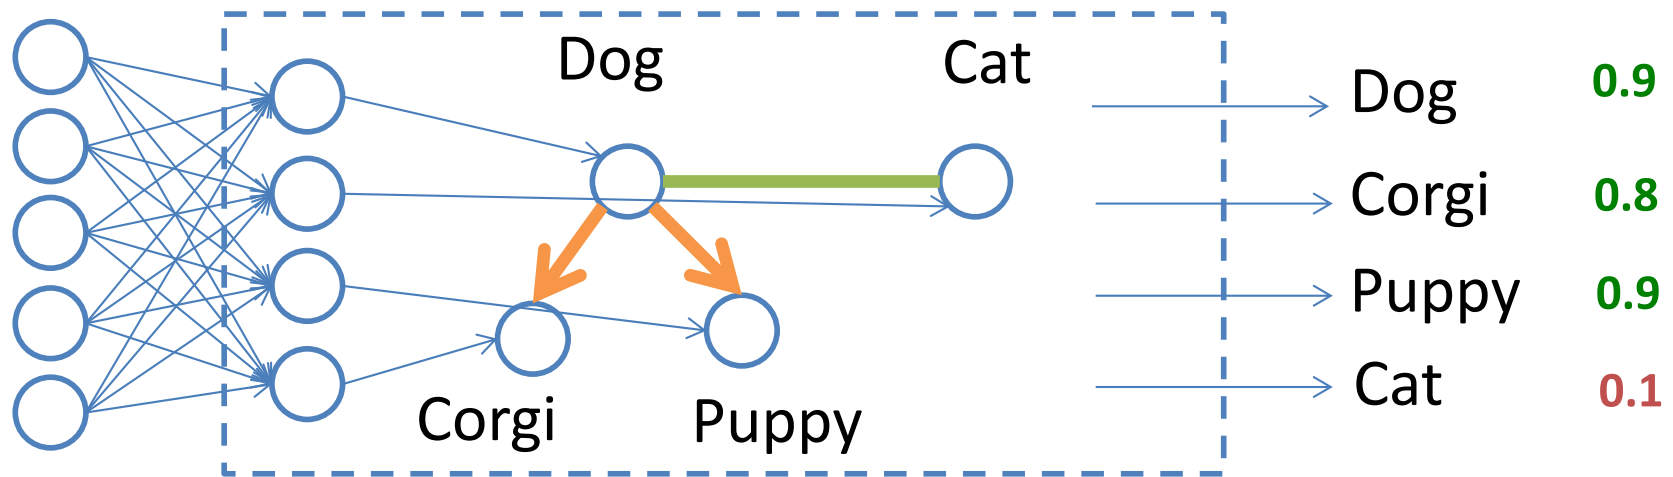 Dog
Cat
Corgi
Puppy
Dog 0.9
Corgi 0.8
Puppy 0.9
Cat 0.1